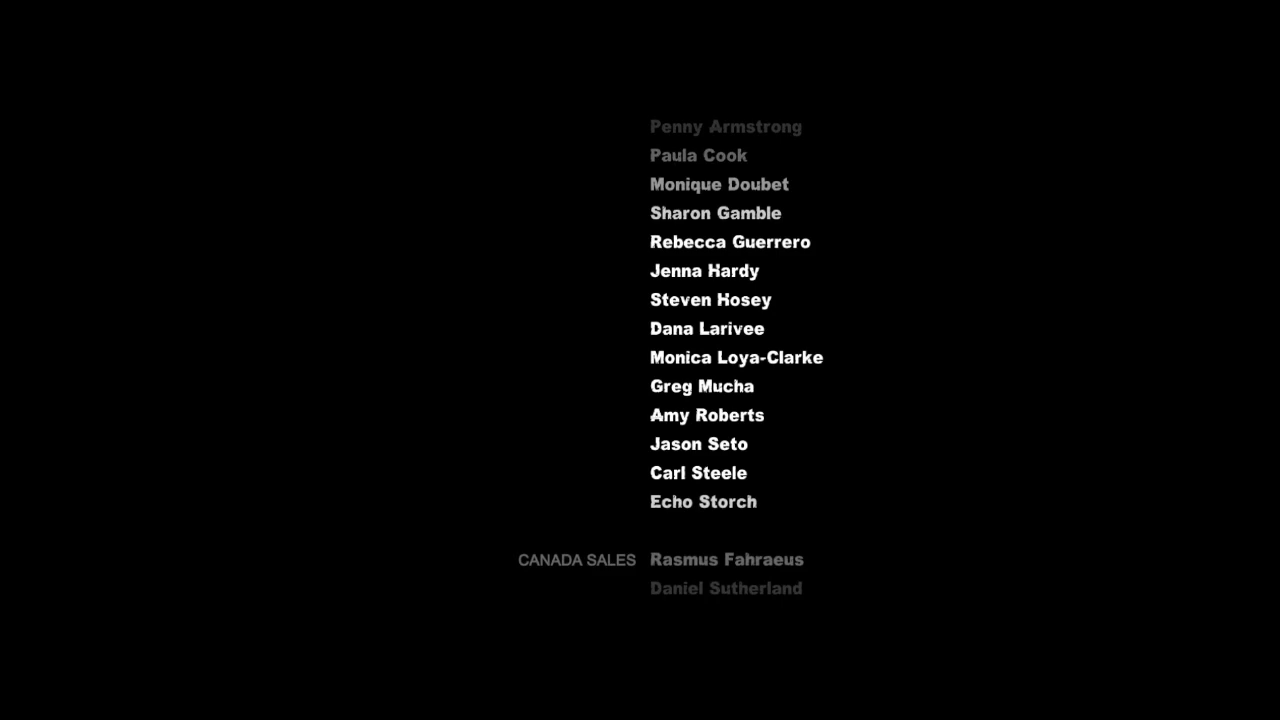 Penny Armstrong
Paula Cook
Monique Doubet
Sharon Gamble
Rebecca Guerrero
Jenna Hardy
Steven Hosey
Dana Larivee
Monica Loya-Clarke
Greg Mucha
Amy Roberts
Jason Seto
Carl Steele
Echo Storch
CANADA SALES Rasmus Fahraeus
Daniel Sutherland